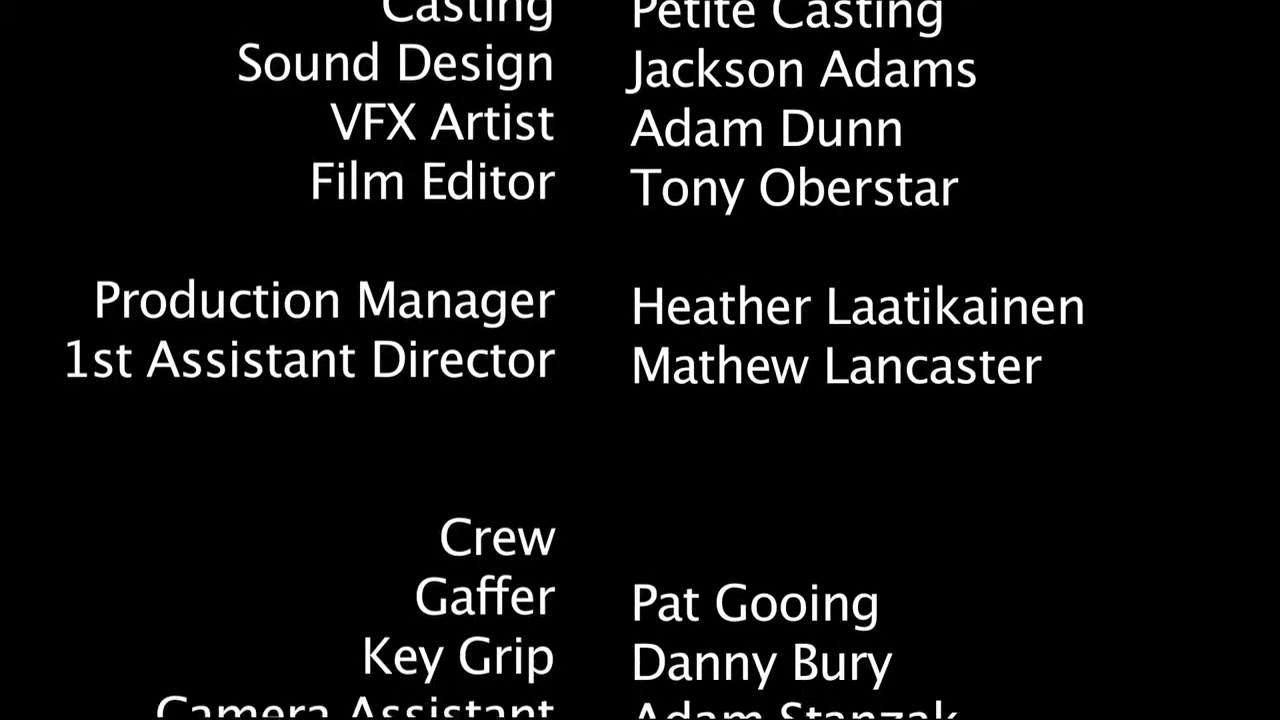 Casting Petite Casting
Sound Design Jackson Adams
VFX Artist Adam Dunn
Film Editor Tony Oberstar
Production Manager Heather Laatikainen
1st Assistant Director Mathew Lancaster
Crew
Gaffer Pat Gooing
Key Grip Danny Bury
Camera Assistant Adam Stanzak